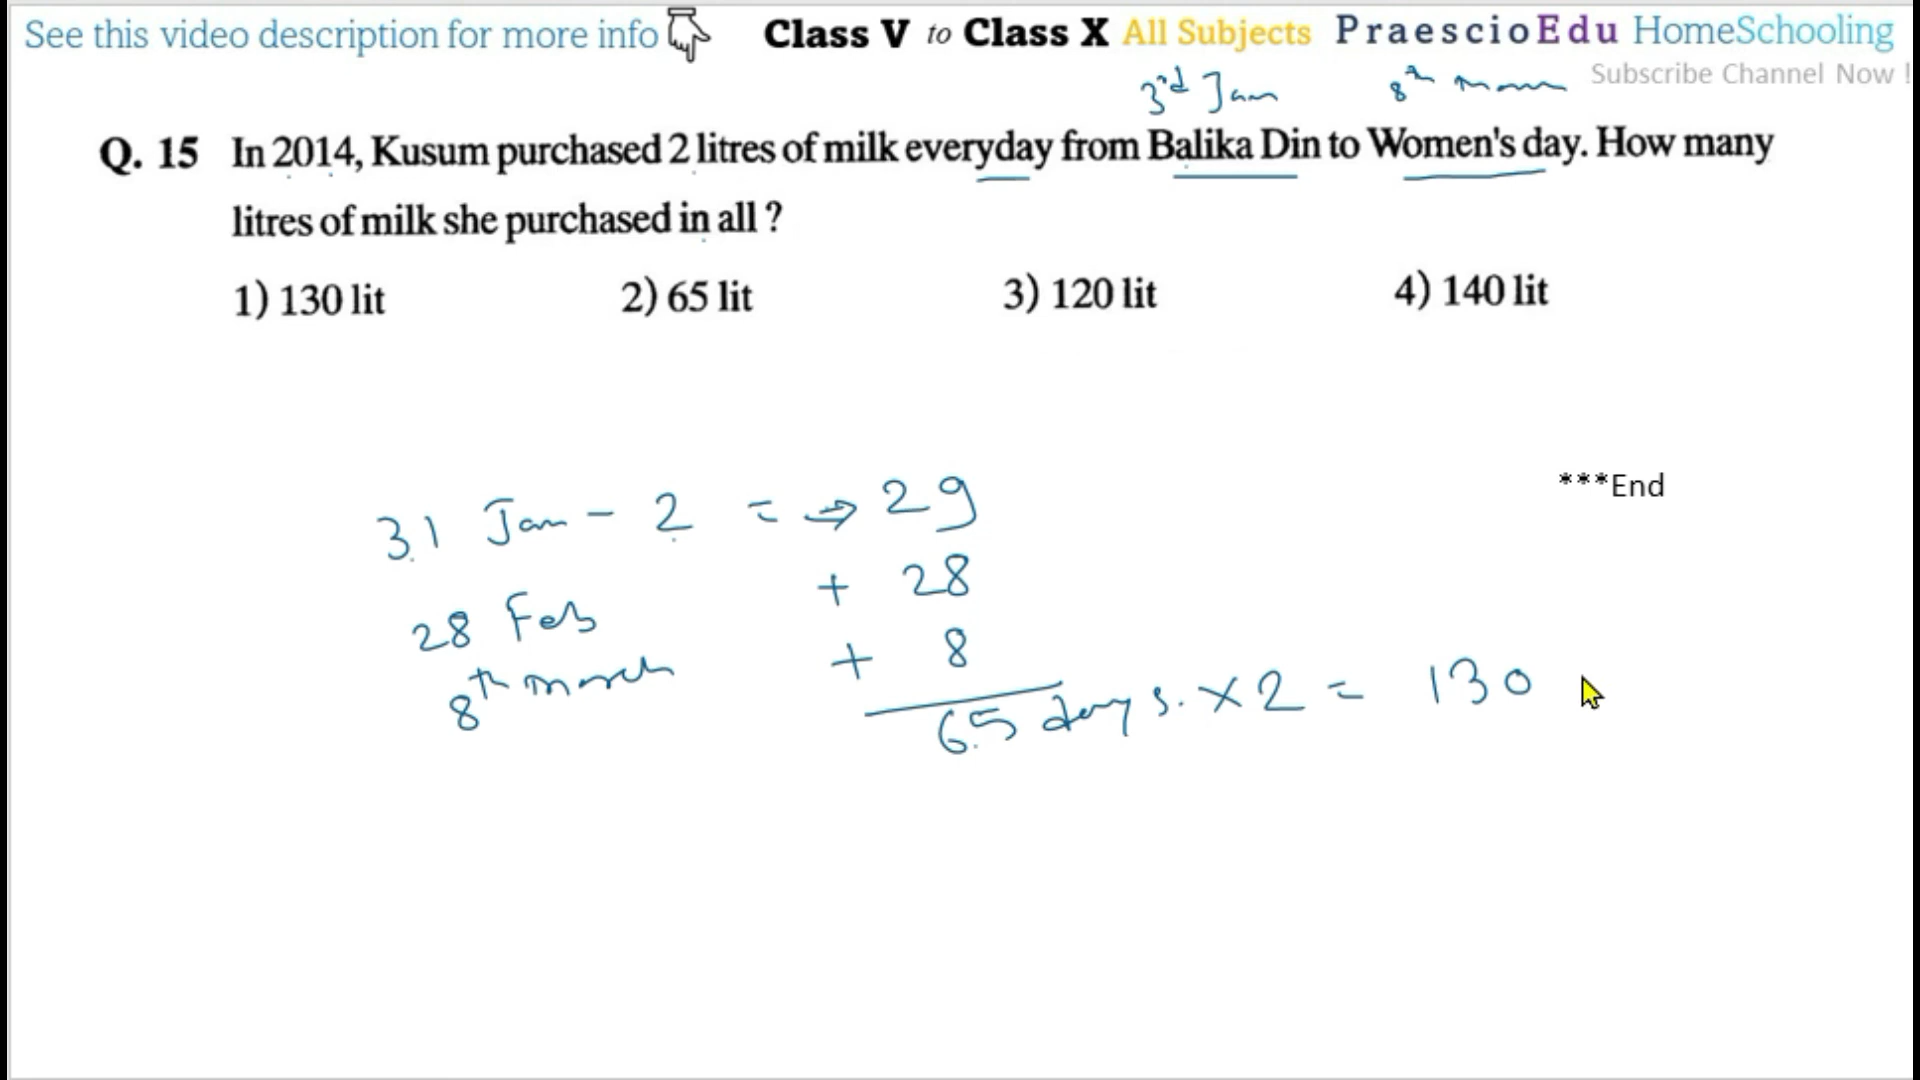 See this video description for more info Class V to Class X All Subjects PraescioEdu HomeSchooling
Subscribe Channel Now !
3rd Jan 8th
Q. 15 In 2014, Kusum purchased 2 litres of milk everyday from Balika Din to Women's day. How many
litres of milk she purchased in all ?
1) 130 lit 2) 65 lit 3) 120 lit 4) 140 lit
***End
31 Jan - 2 = ⇒ 29
28 Feb + 28
8th march + 8
65 days. × 2 = 130